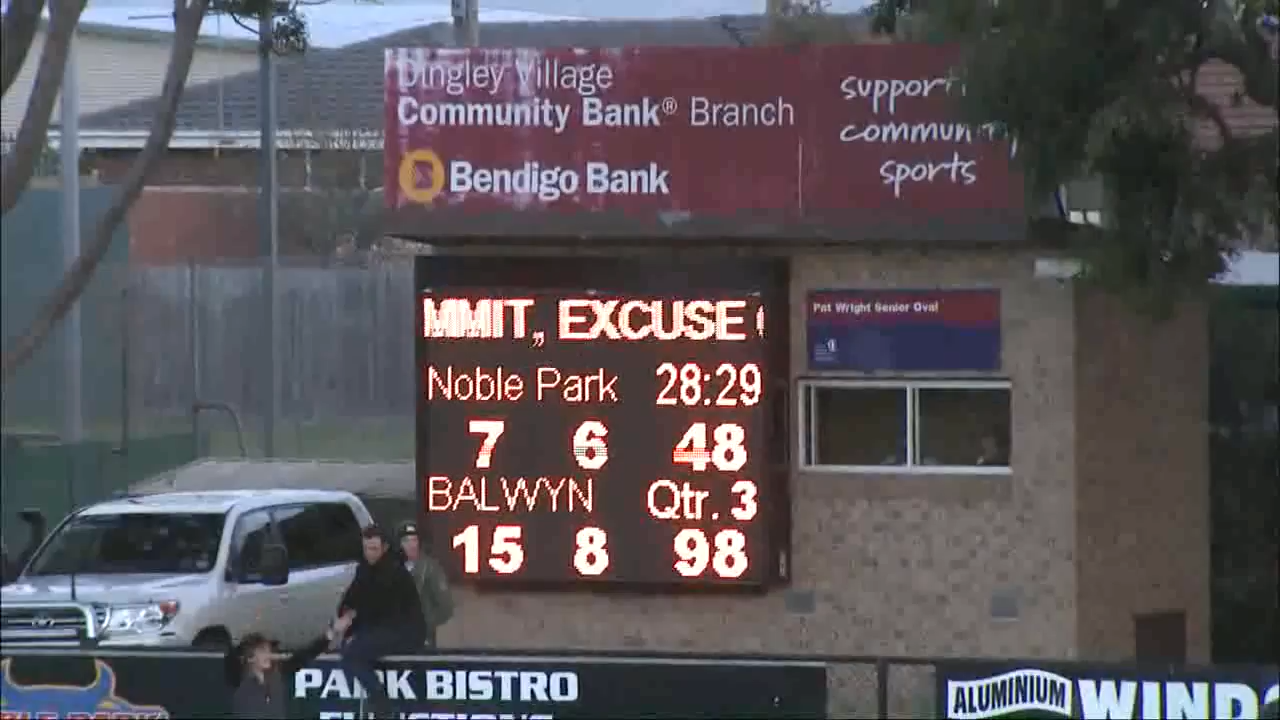 Dingley Village
Community Bank® Branch
Bendigo Bank
support
community
sports
MMIT,, EXCUSE
Pat Wright Senior Oval
Noble Park 28:29
7 6 48
BALWYN Qtr. 3
15 8 98
PARK BISTRO
ALUMINIUM